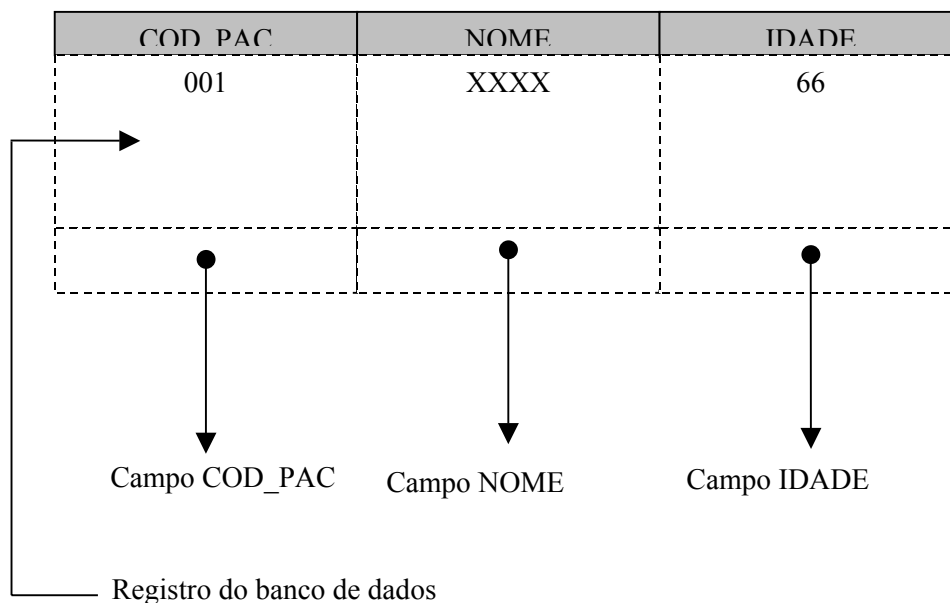 COD_PAC NOME IDADE
001 XXXX 66
Campo COD_PAC Campo NOME Campo IDADE
Registro do banco de dados